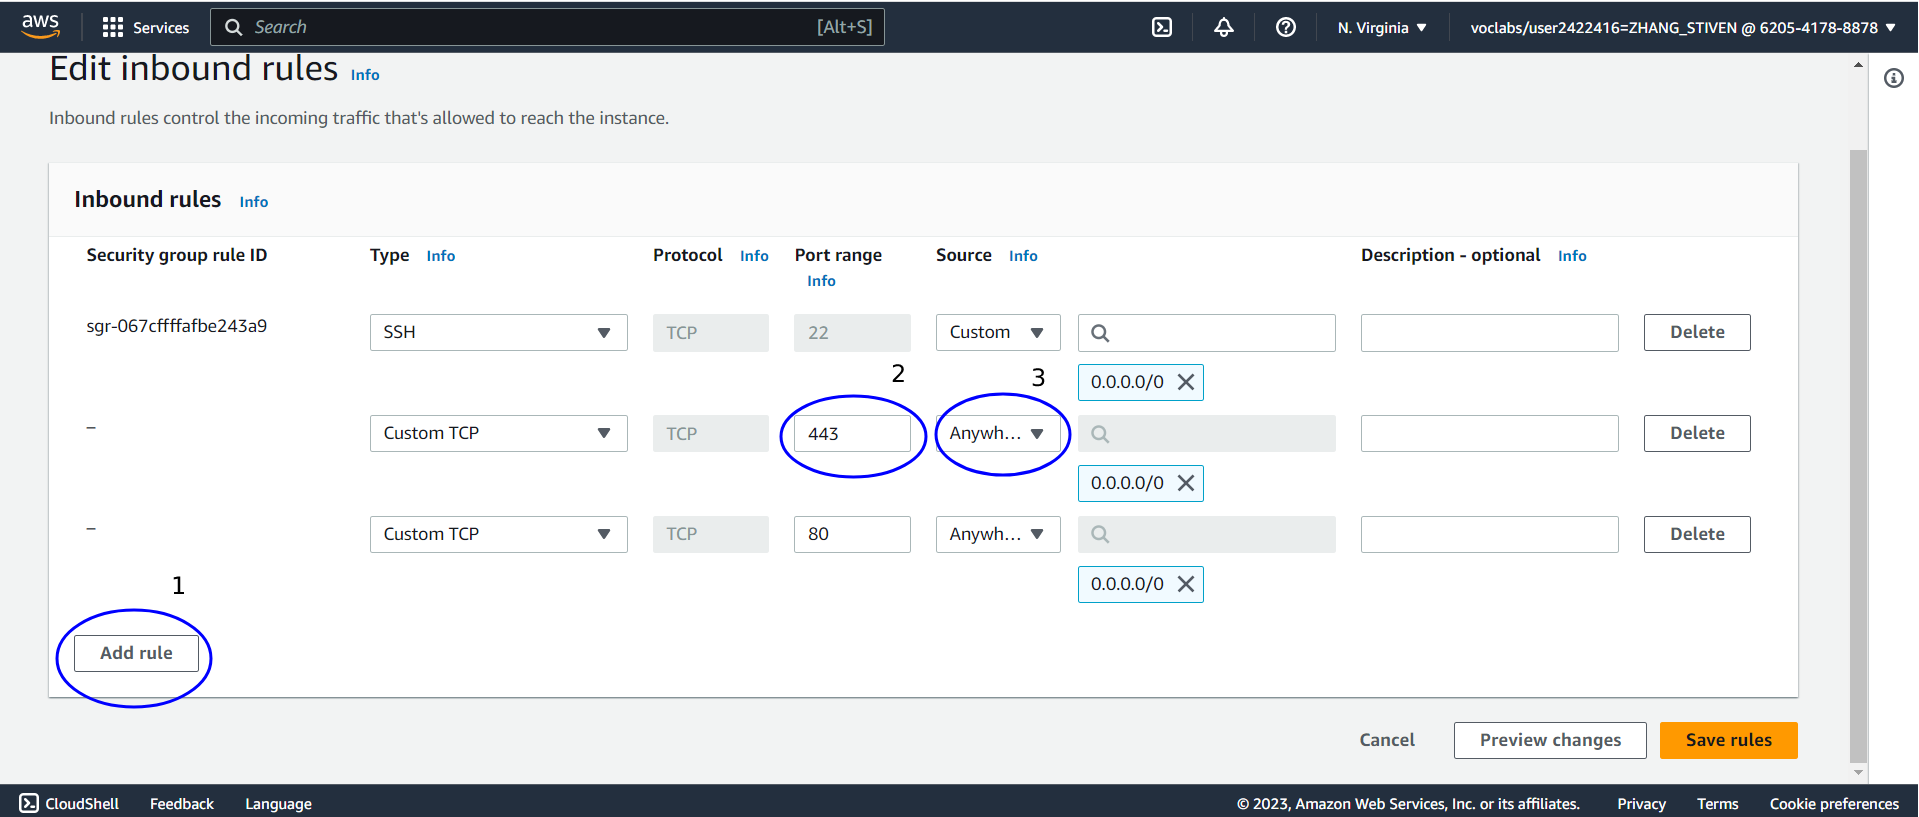 aws Services Search [Alt+S] N. Virginia voclabs/user2422416=ZHANG_STIVEN @ 6205-4178-8878
Edit inbound rules Info
Inbound rules control the incoming traffic that's allowed to reach the instance.
Inbound rules Info
Security group rule ID Type Info Protocol Info Port range Info Source Info Description - optional Info
sgr-067cffffafbe243a9 SSH TCP 22 Custom Delete
0.0.0.0/0
2 3
– Custom TCP TCP 443 Anywh... Delete
0.0.0.0/0
– Custom TCP TCP 80 Anywh... Delete
0.0.0.0/0
1
Add rule
Cancel Preview changes Save rules
CloudShell Feedback Language © 2023, Amazon Web Services, Inc. or its affiliates. Privacy Terms Cookie preferences